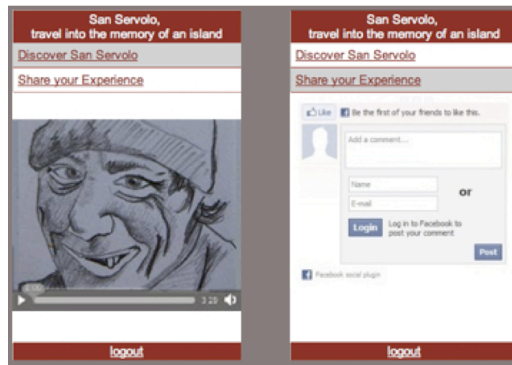 San Servolo,
travel into the memory of an island
Discover San Servolo
Share your Experience
0:00
3:20
logout
San Servolo,
travel into the memory of an island
Discover San Servolo
Share your Experience
Like
Be the first of your friends to like this.
Add a comment...
Name
or
E-mail
Login
Log in to Facebook to
post your comment
Post
Facebook social plugin
logout